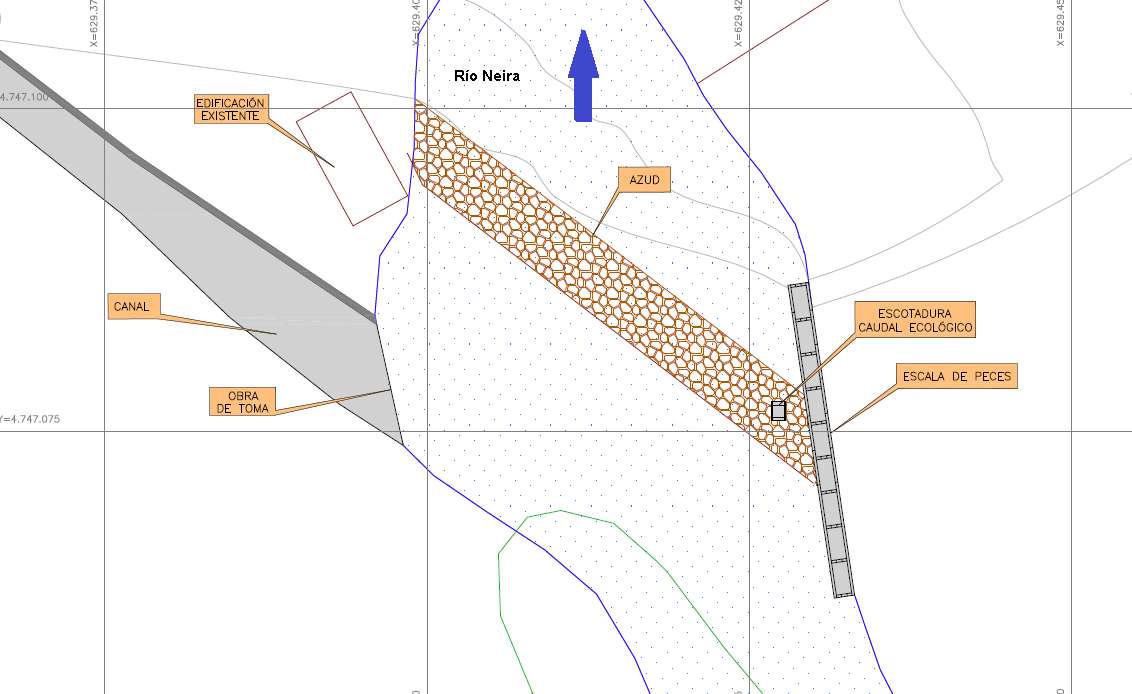 X=629.37
X=629.40
X=629.42
X=629.45
Río Neira
4.747.100
EDIFICACIÓN
EXISTENTE
AZUD
CANAL
ESCOTADURA
CAUDAL ECOLÓGICO
ESCALA DE PECES
OBRA
DE TOMA
Y=4.747.075